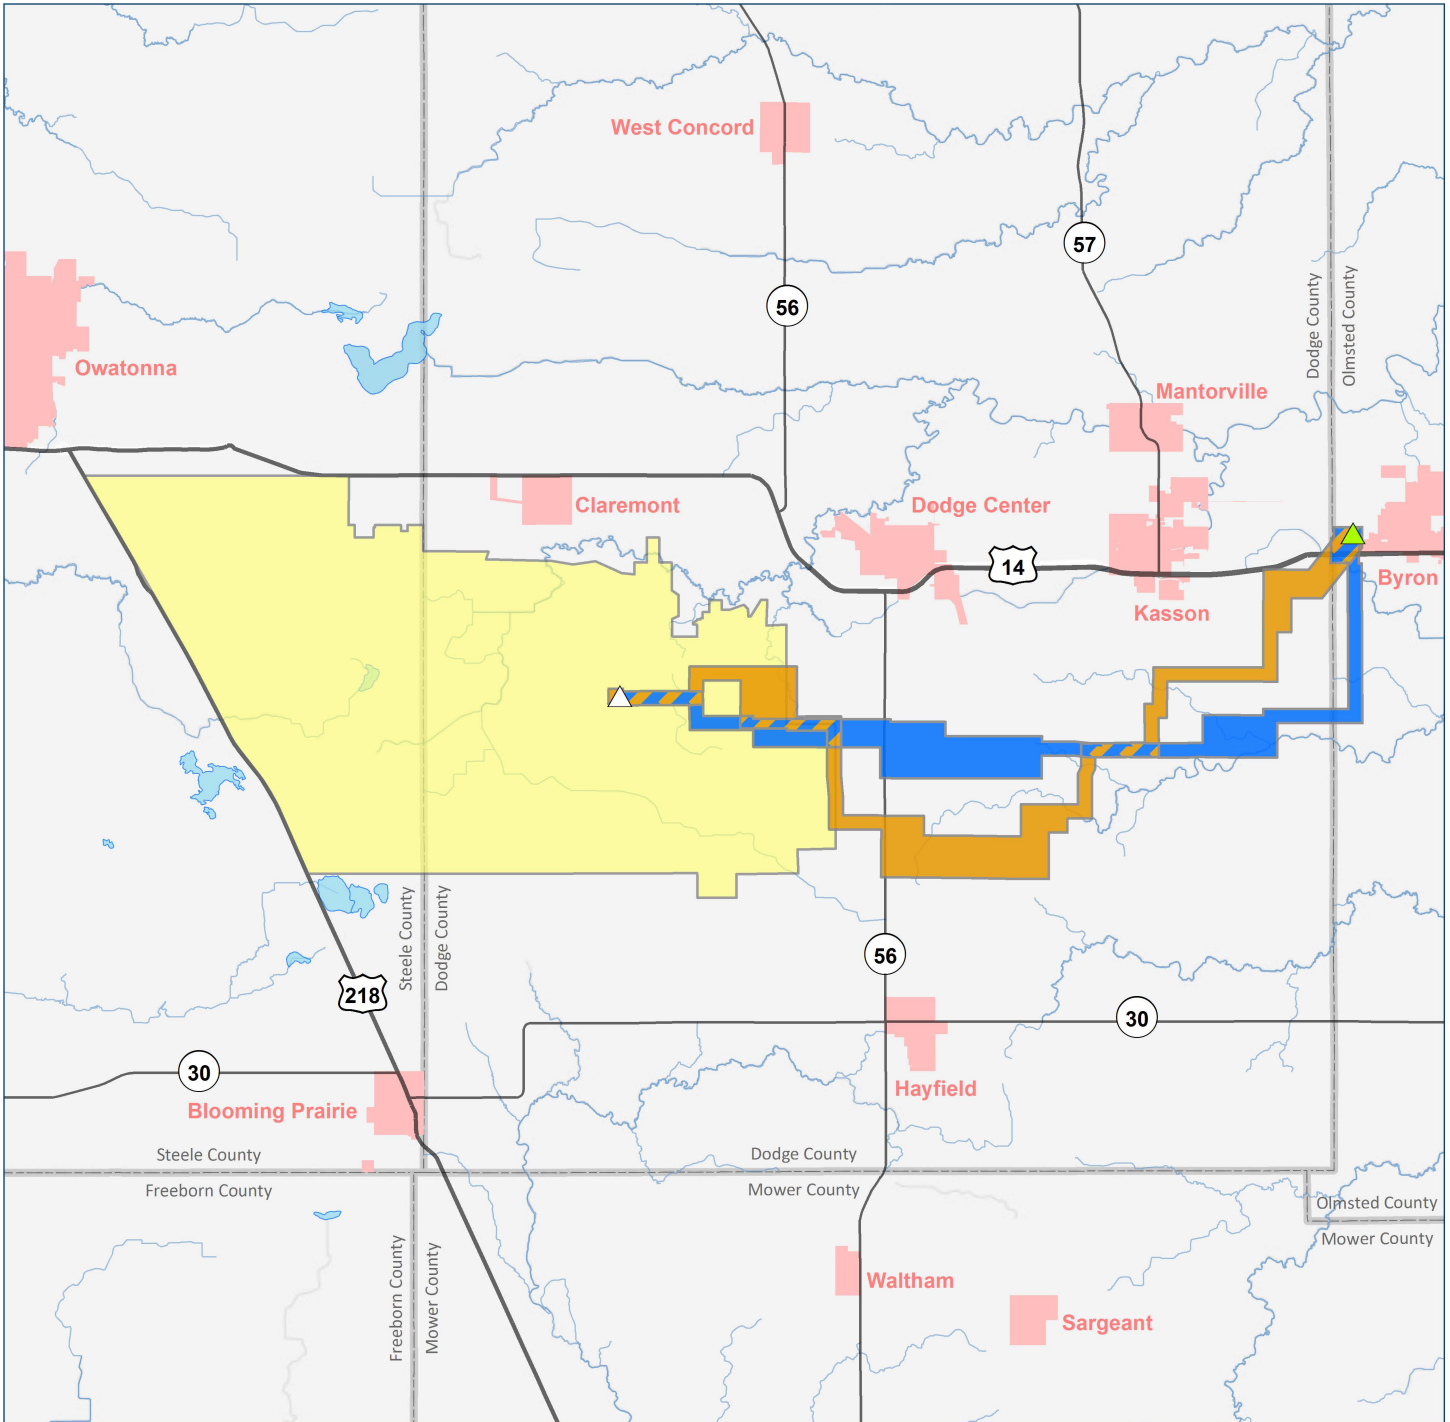 West Concord
57
56
Dodge County
Olmsted County
Owatonna
Mantorville
Claremont
Dodge Center
14
Byron
Kasson
Steele County
Dodge County
56
218
30
30
Hayfield
Blooming Prairie
Steele County
Dodge County
Freeborn County
Mower County
Olmsted County
Mower County
Freeborn County
Mower County
Waltham
Sargeant